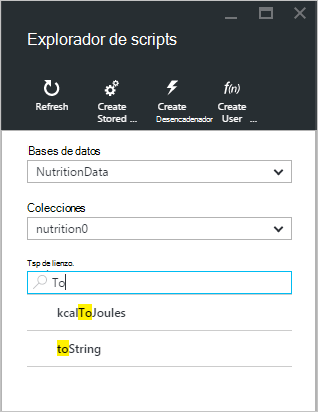 Explorador de scripts
Refresh
Create
Stored ...
Create
Desencadenador
f(n)
Create
User ...
Bases de datos
NutritionData
Colecciones
nutrition0
Tsp de lienzo.
To
kcalToJoules
toString